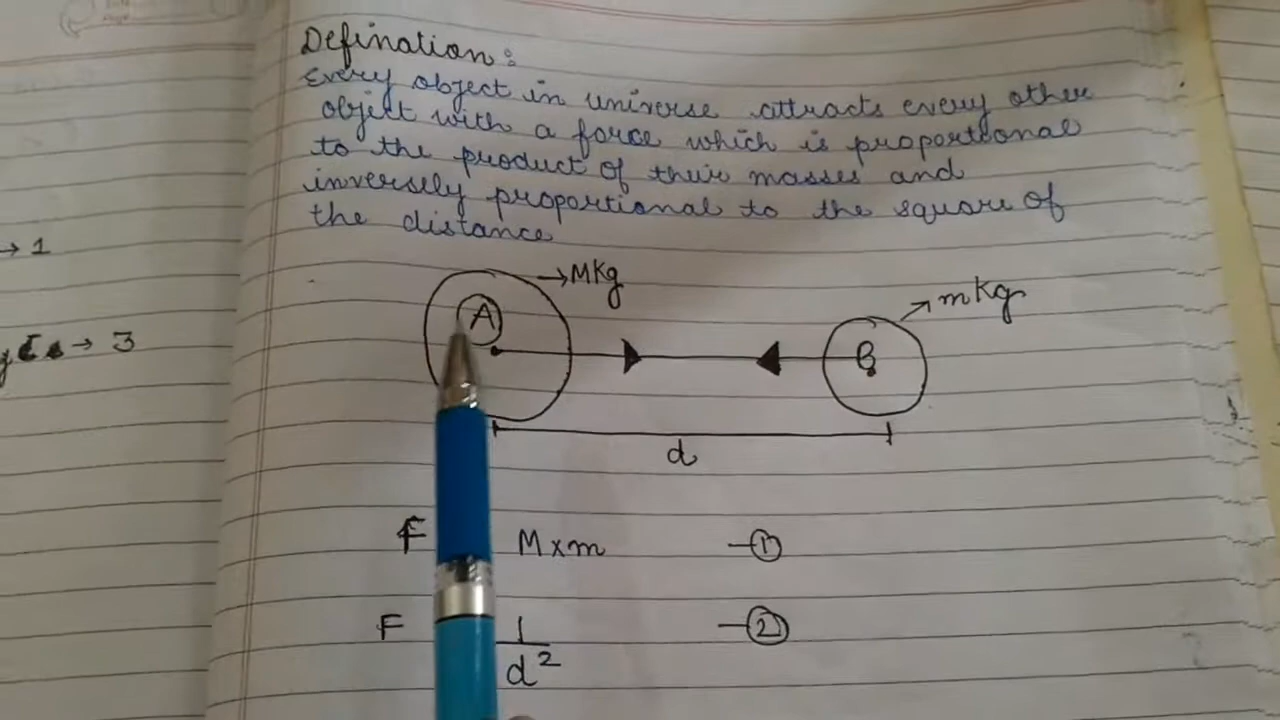 Defination:
Every object in universe attracts every other
object with a force which is proportional
to the product of their masses and
inversely proportional to the square of
the distance
→ 1
→ MKg
→ mKg
A
→ 3
B
d
F M x m —①
F 1/d² —②